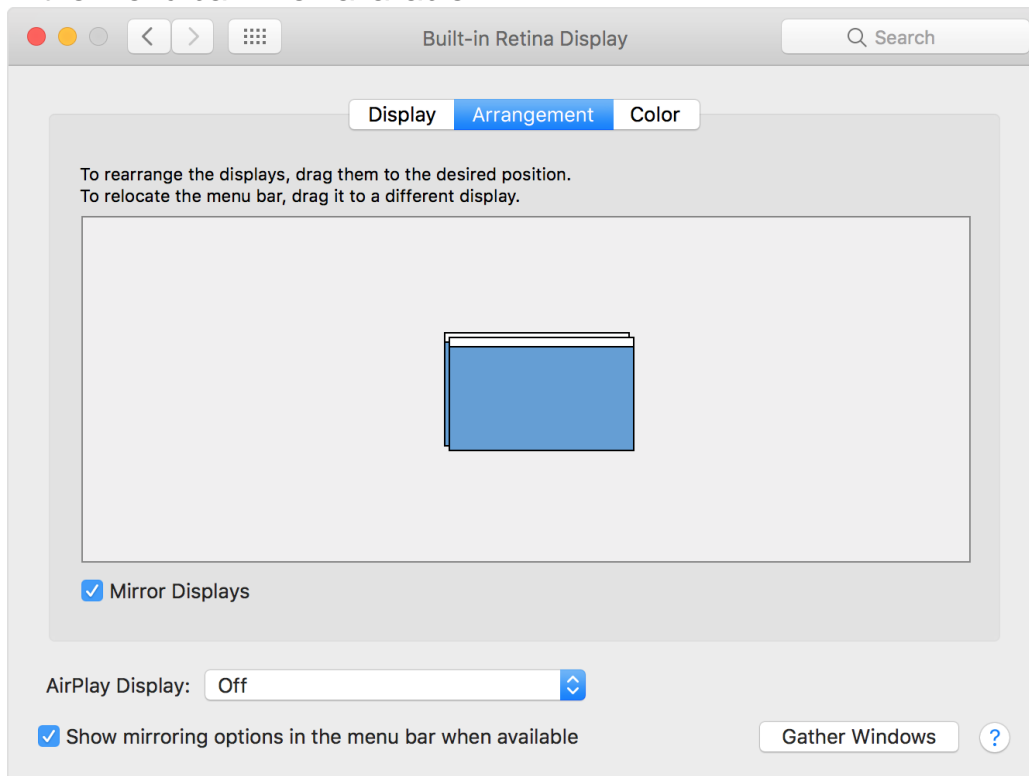 Built-in Retina Display
Search
Display Arrangement Color
To rearrange the displays, drag them to the desired position.
To relocate the menu bar, drag it to a different display.
Mirror Displays
AirPlay Display: Off
Show mirroring options in the menu bar when available
Gather Windows ?